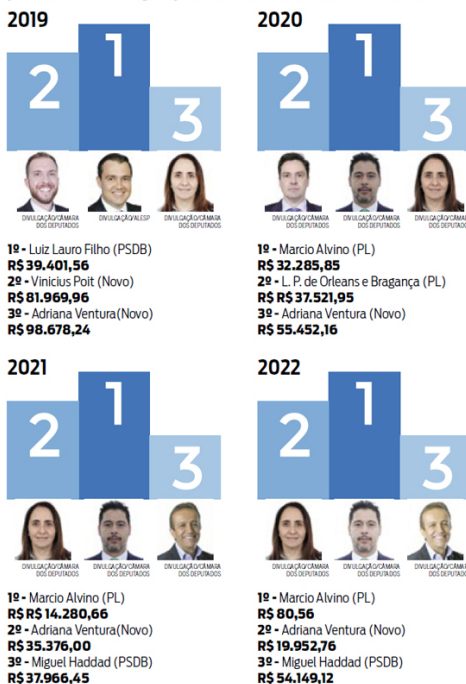 2019
2
1
3
DIVULGAÇÃO/CÂMARA
DOS DEPUTADOS
DIVULGAÇÃO/ALESP
DIVULGAÇÃO/CÂMARA
DOS DEPUTADOS
1º - Luiz Lauro Filho (PSDB)
R$ 39.401,56
2º - Vinicius Poit (Novo)
R$ 81.969,96
3º - Adriana Ventura(Novo)
R$ 98.678,24
2020
2
1
3
DIVULGAÇÃO/CÂMARA
DOS DEPUTADOS
DIVULGAÇÃO/CÂMARA
DOS DEPUTADOS
DIVULGAÇÃO/CÂMARA
DOS DEPUTADOS
1º - Marcio Alvino (PL)
R$ 32.285,85
2º - L. P. de Orleans e Bragança (PL)
R$ R$ 37.521,95
3º - Adriana Ventura (Novo)
R$ 55.452,16
2021
2
1
3
DIVULGAÇÃO/CÂMARA
DOS DEPUTADOS
DIVULGAÇÃO/CÂMARA
DOS DEPUTADOS
DIVULGAÇÃO/CÂMARA
DOS DEPUTADOS
1º - Marcio Alvino (PL)
R$ R$ 14.280,66
2º - Adriana Ventura(Novo)
R$ 35.376,00
3º - Miguel Haddad (PSDB)
R$ 37.966,45
2022
2
1
3
DIVULGAÇÃO/CÂMARA
DOS DEPUTADOS
DIVULGAÇÃO/CÂMARA
DOS DEPUTADOS
DIVULGAÇÃO/CÂMARA
DOS DEPUTADOS
1º - Marcio Alvino (PL)
R$ 80,56
2º - Adriana Ventura (Novo)
R$ 19.952,76
3º - Miguel Haddad (PSDB)
R$ 54.149,12